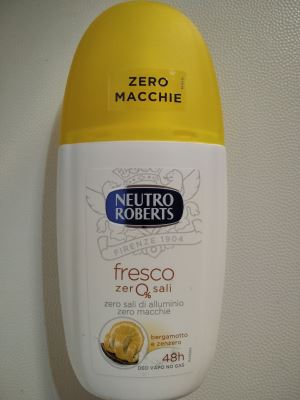 ZERO
MACCHIE
NEUTRO
ROBERTS
FIRENZE 1904
fresco
zer0% sali
zero sali di alluminio
zero macchie
bergamotto
e zenzero
48h
DEO VAPO NO GAS